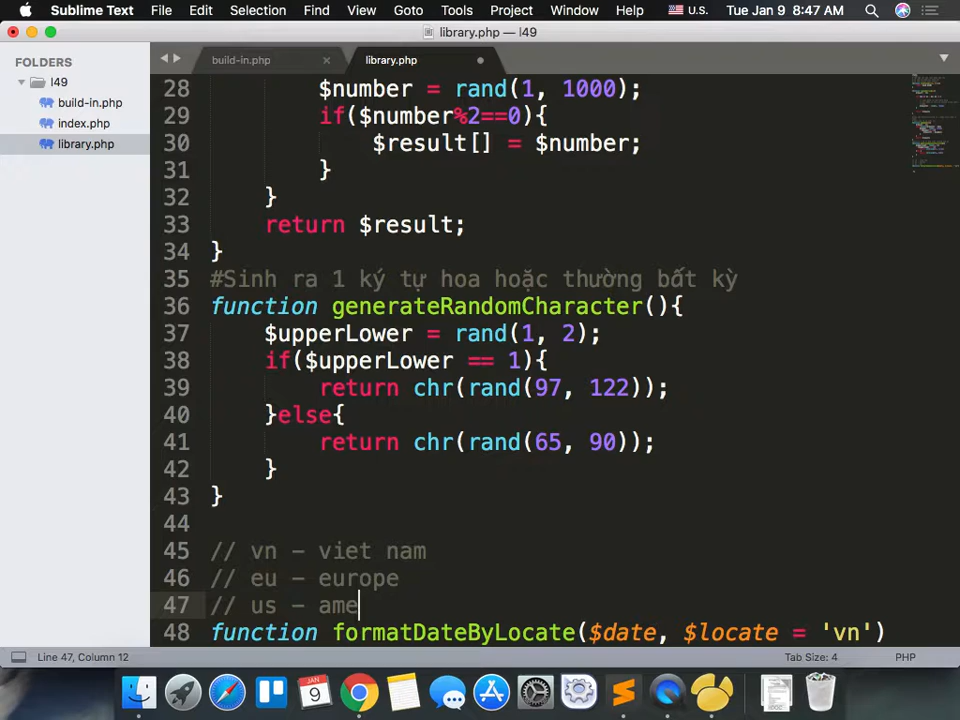 Sublime Text File Edit Selection Find View Goto Tools Project Window Help U.S. Tue Jan 9 8:47 AM
library.php — l49
FOLDERS
l49
build-in.php
index.php
library.php
build-in.php × library.php
28 $number = rand(1, 1000);
29 if($number%2==0){
30 $result[] = $number;
31 }
32 }
33 return $result;
34 }
35 #Sinh ra 1 ký tự hoa hoặc thường bất kỳ
36 function generateRandomCharacter(){
37 $upperLower = rand(1, 2);
38 if($upperLower == 1){
39 return chr(rand(97, 122));
40 }else{
41 return chr(rand(65, 90));
42 }
43 }
44
45 // vn - viet nam
46 // eu - europe
47 // us - ame
48 function formatDateByLocate($date, $locate = 'vn')
Line 47, Column 12 Tab Size: 4 PHP
9